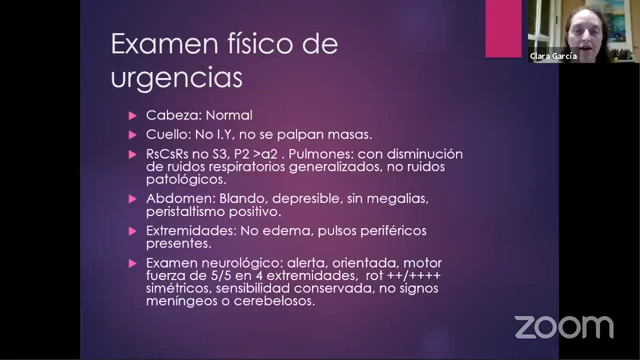 Examen físico de
urgencias
Cabeza: Normal
Cuello: No I.Y, no se palpan masas.
RsCsRs no S3, P2 >a2 . Pulmones: con disminución
de ruidos respiratorios generalizados, no ruidos
patológicos.
Abdomen: Blando, depresible, sin megalias,
peristaltismo positivo.
Extremidades: No edema, pulsos periféricos
presentes.
Examen neurológico: alerta, orientada, motor
fuerza de 5/5 en 4 extremidades,  rot ++/++++
simétricos, sensibilidad conservada, no signos
meníngeos o cerebelosos.
Clara García
zoom